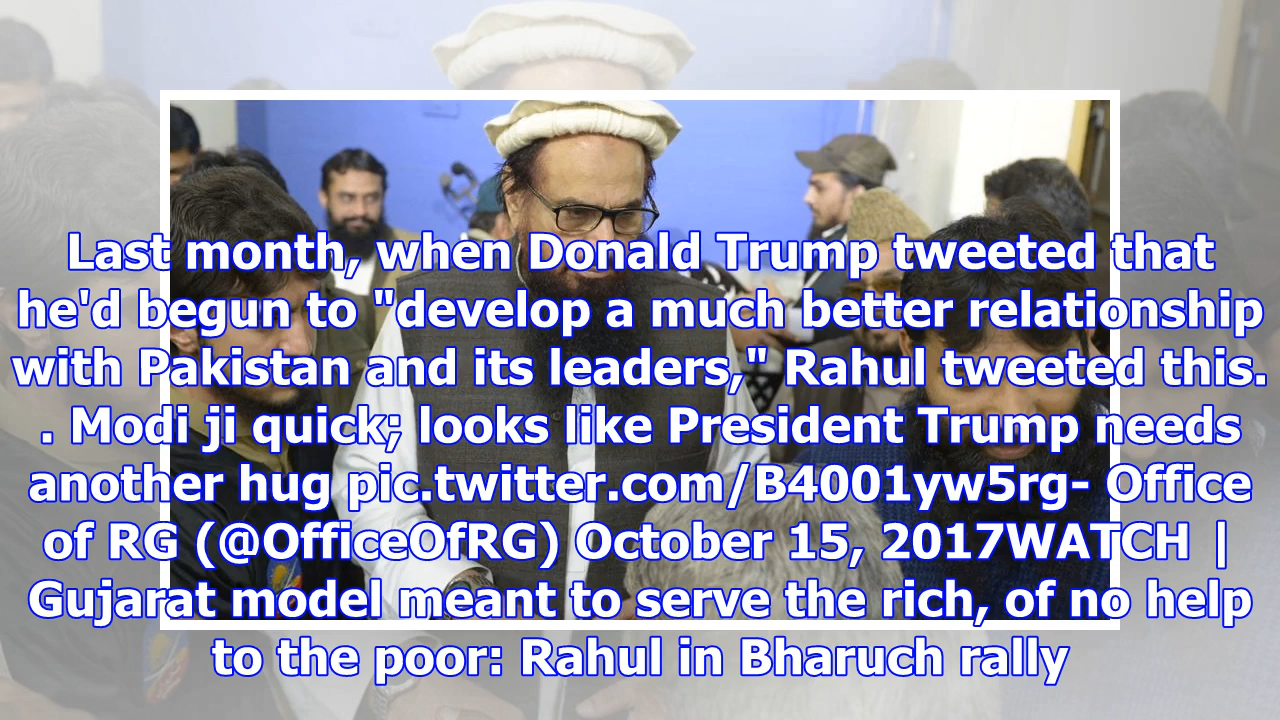 Last month, when Donald Trump tweeted that
he'd begun to "develop a much better relationship
with Pakistan and its leaders," Rahul tweeted this.
. Modi ji quick; looks like President Trump needs
another hug pic.twitter.com/B4001yw5rg- Office
of RG (@OfficeOfRG) October 15, 2017WATCH |
Gujarat model meant to serve the rich, of no help
to the poor: Rahul in Bharuch rally